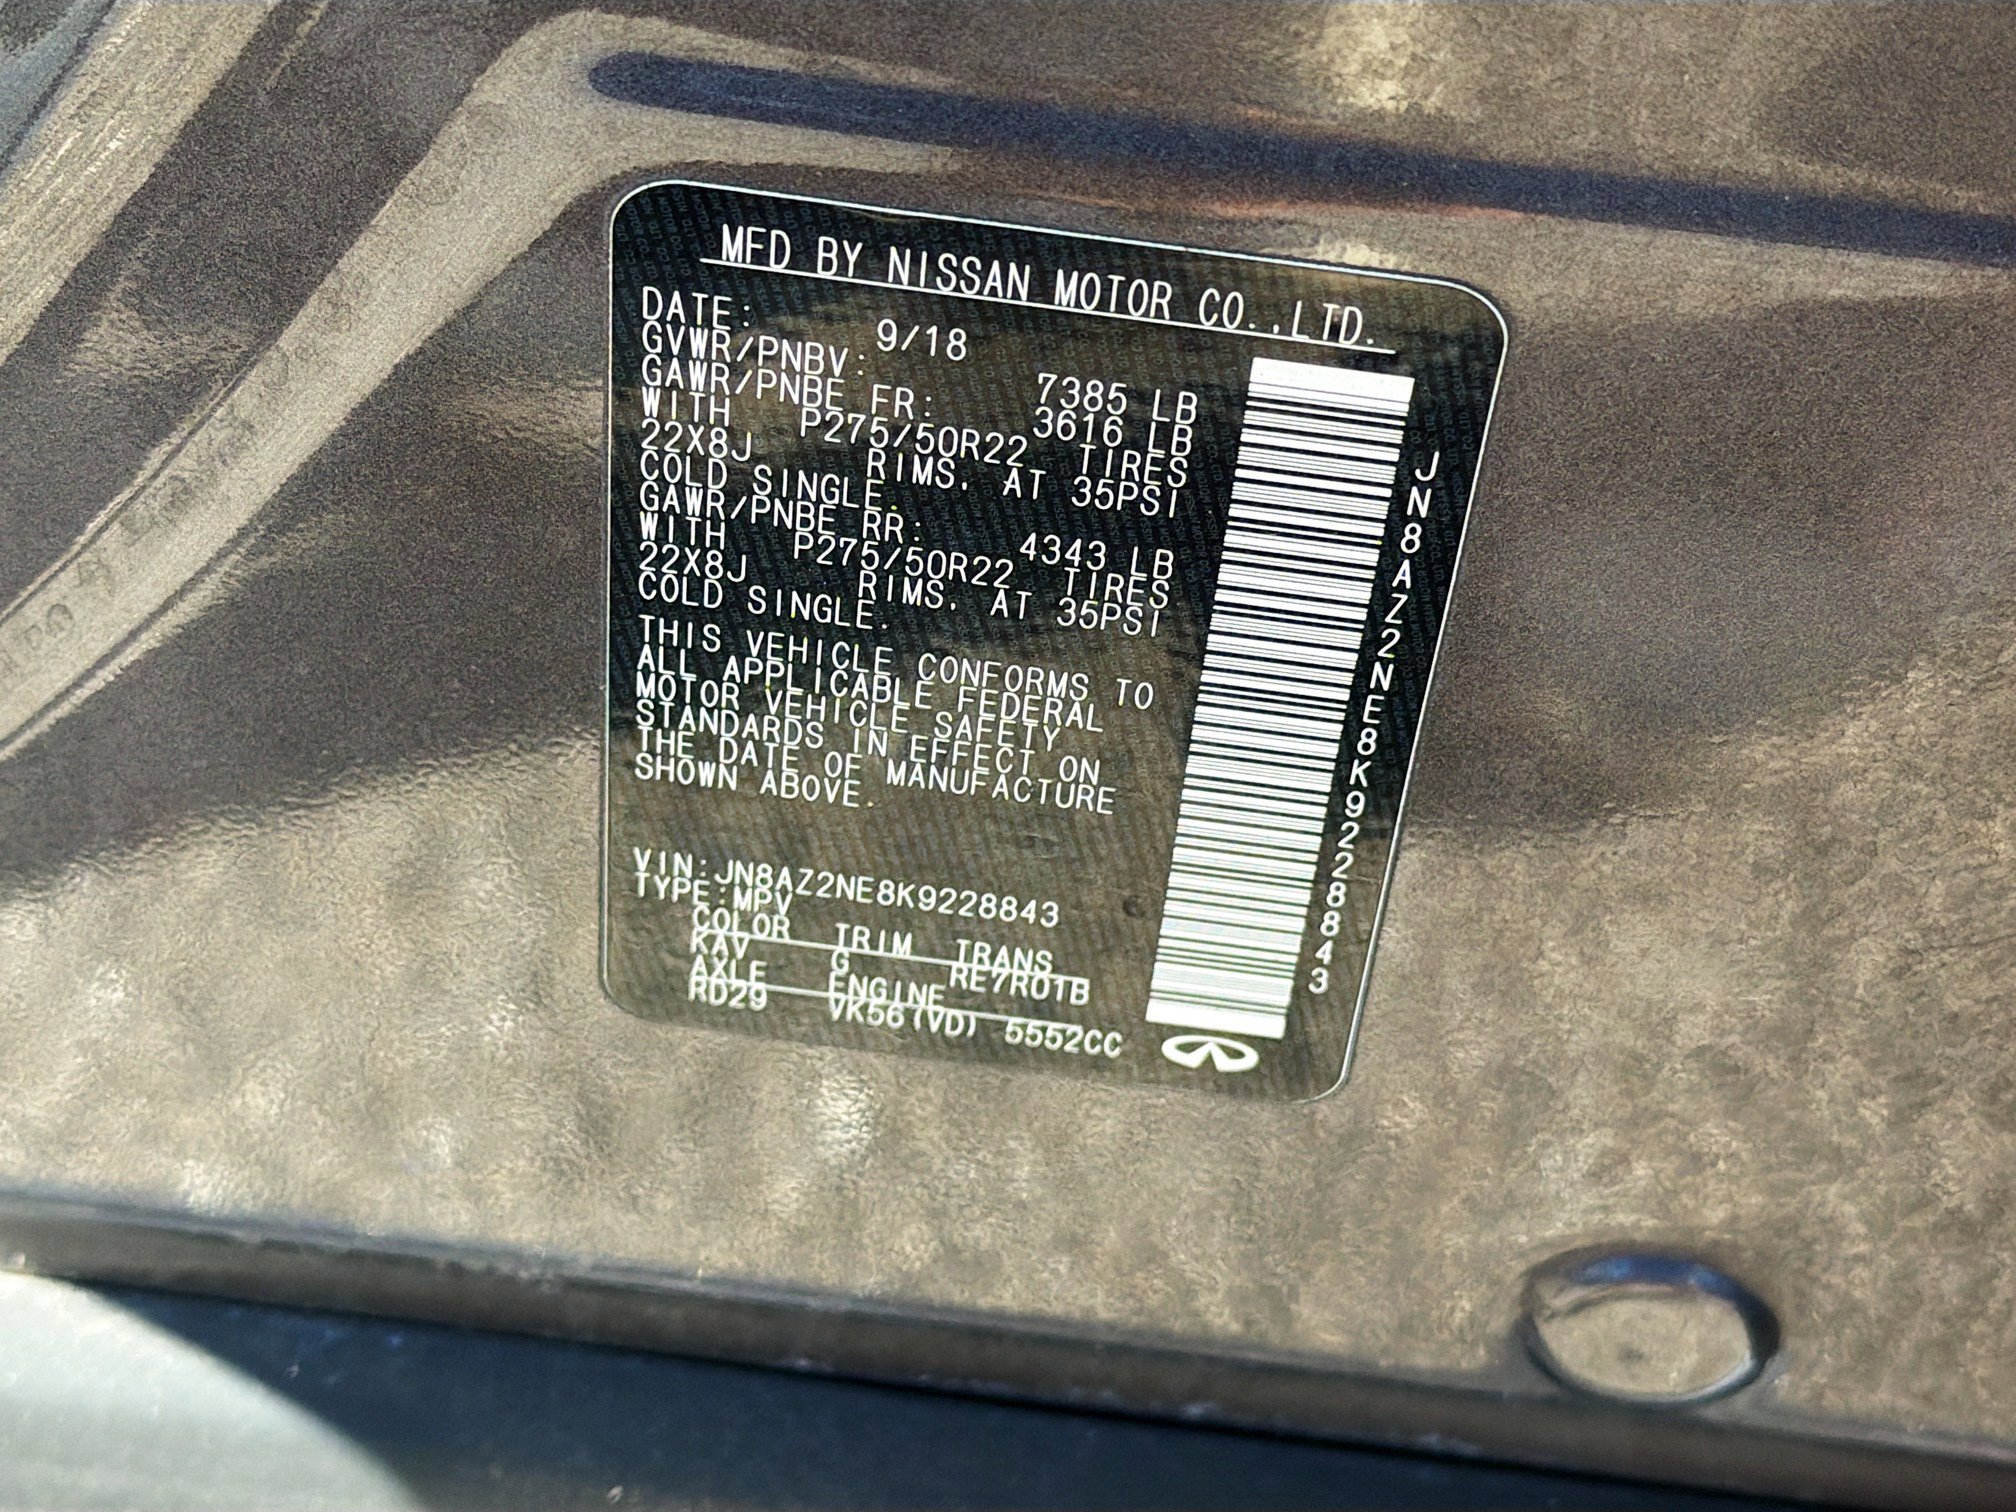 MFD BY NISSAN MOTOR CO.,LTD.
DATE: 9/18
GVWR/PNBV: 7385 LB
GAWR/PNBE FR: 3616 LB
WITH P275/50R22 TIRES
22X8J RIMS. AT 35PSI
COLD SINGLE.
GAWR/PNBE RR: 4343 LB
WITH P275/50R22 TIRES
22X8J RIMS. AT 35PSI
COLD SINGLE.
THIS VEHICLE CONFORMS TO
ALL APPLICABLE FEDERAL
MOTOR VEHICLE SAFETY
STANDARDS IN EFFECT ON
THE DATE OF MANUFACTURE
SHOWN ABOVE.
VIN:JN8AZ2NE8K9228843
TYPE:MPV
COLOR TRIM TRANS
KAV G RE7R01B
AXLE ENGINE
RD29 VK56(VD) 5552CC
JN8AZ2NE8K9228843